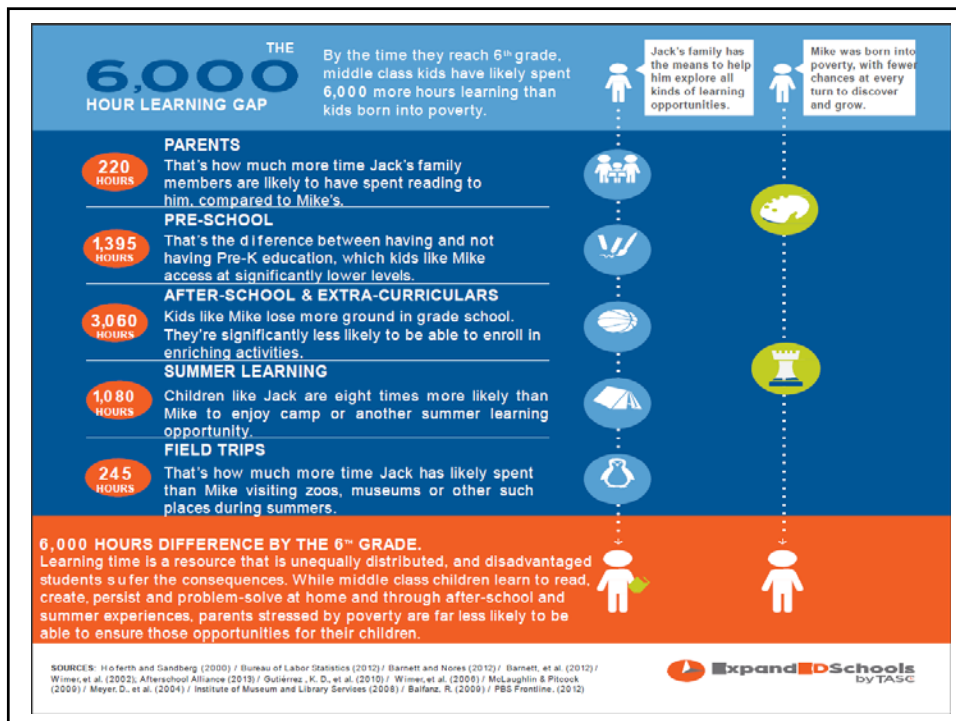 THE
6,000
HOUR LEARNING GAP
By the time they reach 6th grade,
middle class kids have likely spent
6,000 more hours learning than
kids born into poverty.
Jack's family has
the means to help
him explore all
kinds of learning
opportunities.
Mike was born into
poverty, with fewer
chances at every
turn to discover
and grow.
220
HOURS
PARENTS
That's how much more time Jack's family
members are likely to have spent reading to
him, compared to Mike's.
1,395
HOURS
PRE-SCHOOL
That's the d i ference between having and not
having Pre-K education, which kids like Mike
access at significantly lower levels.
3,060
HOURS
AFTER-SCHOOL & EXTRA-CURRICULARS
Kids like Mike lose more ground in grade school.
They're significantly less likely to be able to enroll in
enriching activities.
1,080
HOURS
SUMMER LEARNING
Children like Jack are eight times more likely than
Mike to enjoy camp or another summer learning
opportunity.
245
HOURS
FIELD TRIPS
That's how much more time Jack has likely spent
than Mike visiting zoos, museums or other such
places during summers.
6,000 HOURS DIFFERENCE BY THE 6TH GRADE.
Learning time is a resource that is unequally distributed, and disadvantaged
students su fer the consequences. While middle class children learn to read,
create, persist and problem-solve at home and through after-school and
summer experiences, parents stressed by poverty are far less likely to be
able to ensure those opportunities for their children.
SOURCES: Hoferth and Sandberg (2000) / Bureau of Labor Statistics (2012) / Barnett and Nores (2012) / Barnett, et al. (2012) /
Wimer, et al. (2002); Afterschool Alliance (2013) / Gutiérrez , K. D., et al. (2010) / Wimer, et al. (2006) / McLaughlin & Pitcock
(2009) / Meyer, D., et al. (2004) / Institute of Museum and Library Services (2008) / Balfanz, R. (2009) / PBS Frontline. (2012)
ExpandEDSchools
by TASC